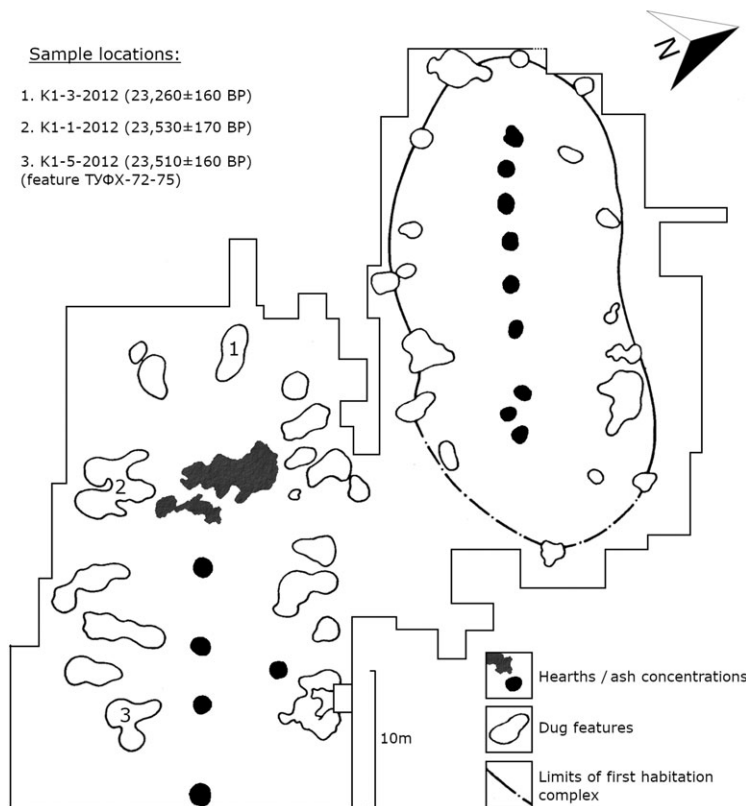 Sample locations:
N
1. K1-3-2012 (23,260±160 BP)
2. K1-1-2012 (23,530±170 BP)
3. K1-5-2012 (23,510±160 BP)
(feature ТУФХ-72-75)
1
2
3
10m
Hearths / ash concentrations
Dug features
Limits of first habitation
complex